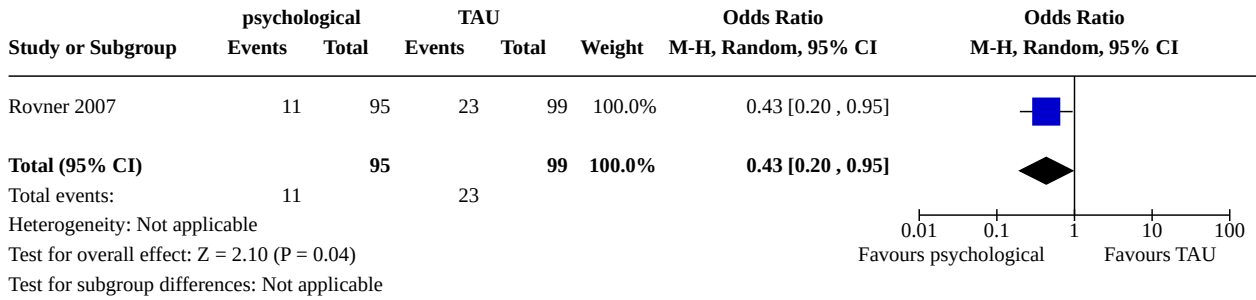 psychological TAU Odds Ratio Odds Ratio
Study or Subgroup Events Total Events Total Weight M-H, Random, 95% CI M-H, Random, 95% CI
Rovner 2007 11 95 23 99 100.0% 0.43 [0.20 , 0.95]
Total (95% CI) 95 99 100.0% 0.43 [0.20 , 0.95]
Total events: 11 23
Heterogeneity: Not applicable
0.01 0.1 1 10 100
Test for overall effect: Z = 2.10 (P = 0.04) Favours psychological Favours TAU
Test for subgroup differences: Not applicable